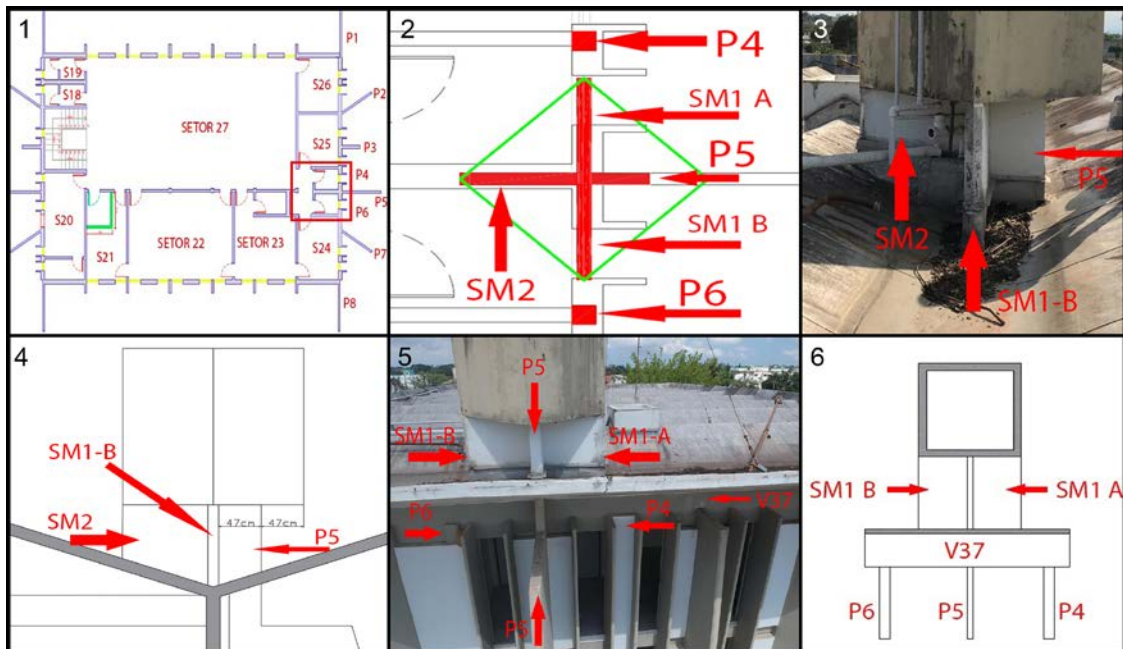 1
P1
S19
S18
S26
P2
SETOR 27
S25
P3
P4
P5
P6
S20
SETOR 22
SETOR 23
S24
S21
P7
P8
2
P4
SM1 A
P5
SM1 B
SM2
P6
3
P5
SM2
SM1-B
4
SM1-B
47cm
47cm
SM2
P5
5
P5
SM1-B
SM1-A
V37
P6
P4
P5
6
SM1 B
SM1 A
V37
P6
P5
P4